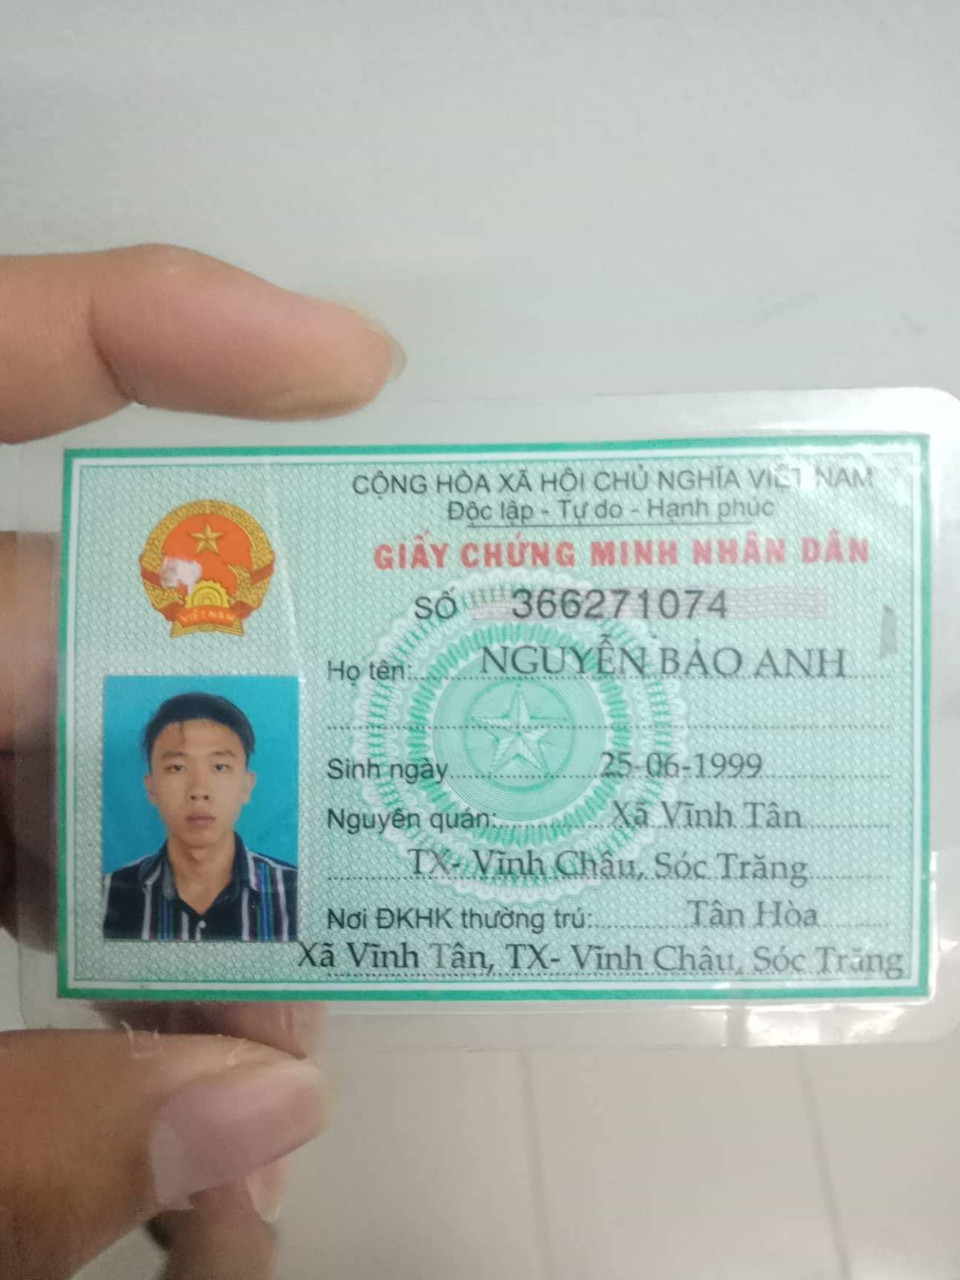 CỘNG HÒA XÃ HỘI CHỦ NGHĨA VIỆT NAM
Độc lập - Tự do - Hạnh phúc
GIẤY CHỨNG MINH NHÂN DÂN
SỐ 366271074
VIỆT NAM
Họ tên: NGUYỄN BẢO ANH
Sinh ngày 25-06-1999
Nguyên quán: Xã Vĩnh Tân
TX- Vĩnh Châu, Sóc Trăng
Nơi ĐKHK thường trú: Tân Hòa
Xã Vĩnh Tân, TX- Vĩnh Châu, Sóc Trăng